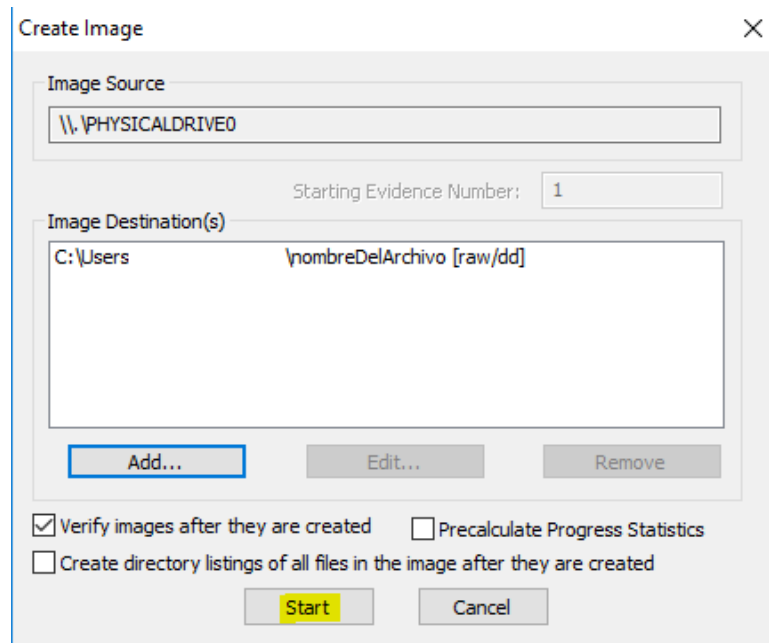 Create Image
Image Source
\\.\PHYSICALDRIVE0
Starting Evidence Number: 1
Image Destination(s)
C:\Users \nombreDelArchivo [raw/dd]
Add... Edit... Remove
Verify images after they are created Precalculate Progress Statistics
Create directory listings of all files in the image after they are created
Start Cancel